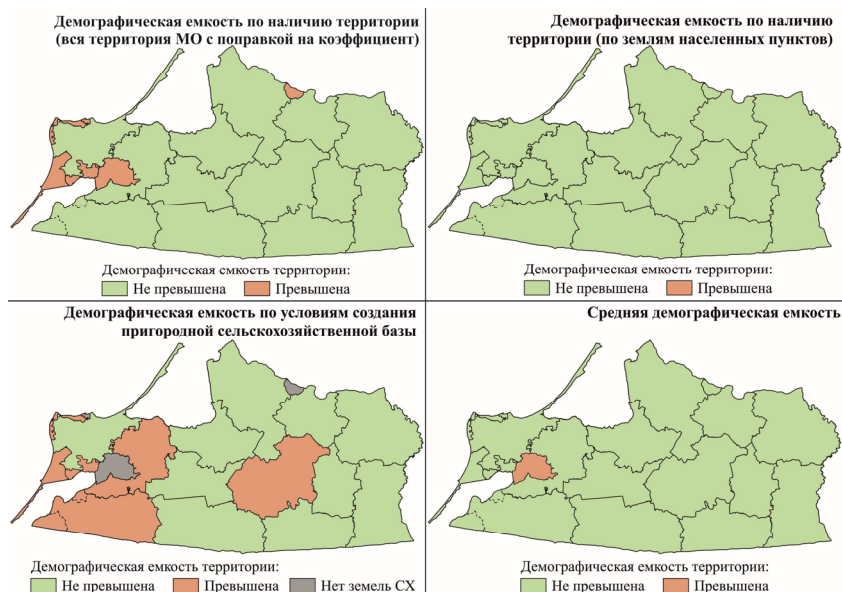 Демографическая емкость по наличию территории
(вся территория МО с поправкой на коэффициент)
Демографическая емкость территории:
Не превышена Превышена
Демографическая емкость по наличию
территории (по землям населенных пунктов)
Демографическая емкость территории:
Не превышена Превышена
Демографическая емкость по условиям создания
пригородной сельскохозяйственной базы
Демографическая емкость территории:
Не превышена Превышена Нет земель СХ
Средняя демографическая емкость
Демографическая емкость территории:
Не превышена Превышена